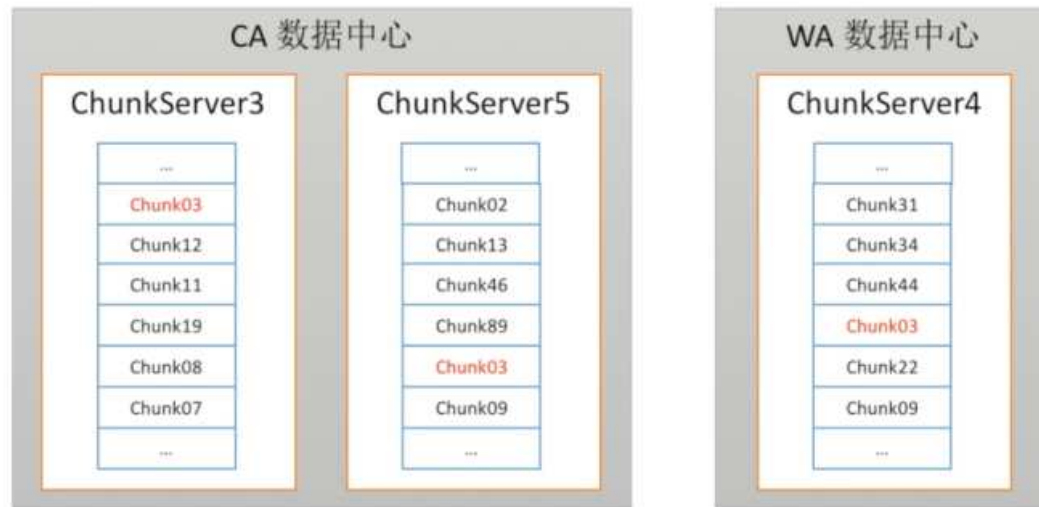 CA 数据中心
ChunkServer3
...
Chunk03
Chunk12
Chunk11
Chunk19
Chunk08
Chunk07
...
ChunkServer5
...
Chunk02
Chunk13
Chunk46
Chunk89
Chunk03
Chunk09
...
WA 数据中心
ChunkServer4
...
Chunk31
Chunk34
Chunk44
Chunk03
Chunk22
Chunk09
...